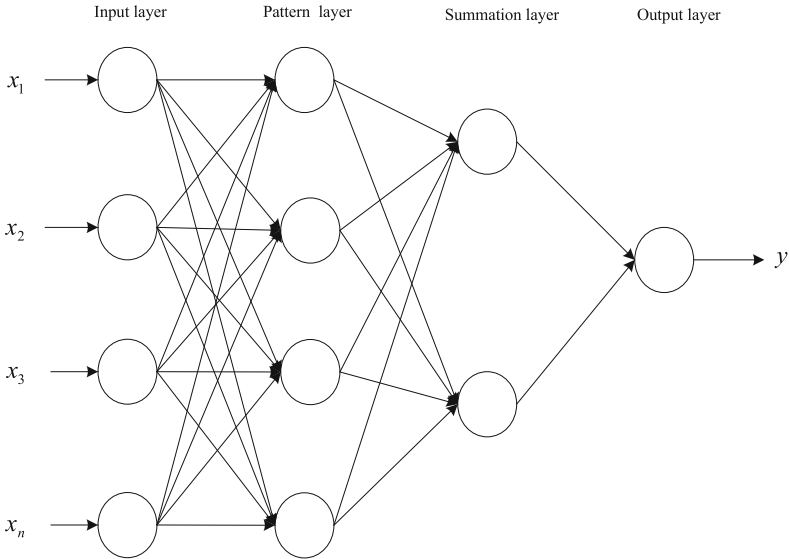 Input layer
Pattern layer
Summation layer
Output layer
x₁
x₂
y
x₃
xₙ